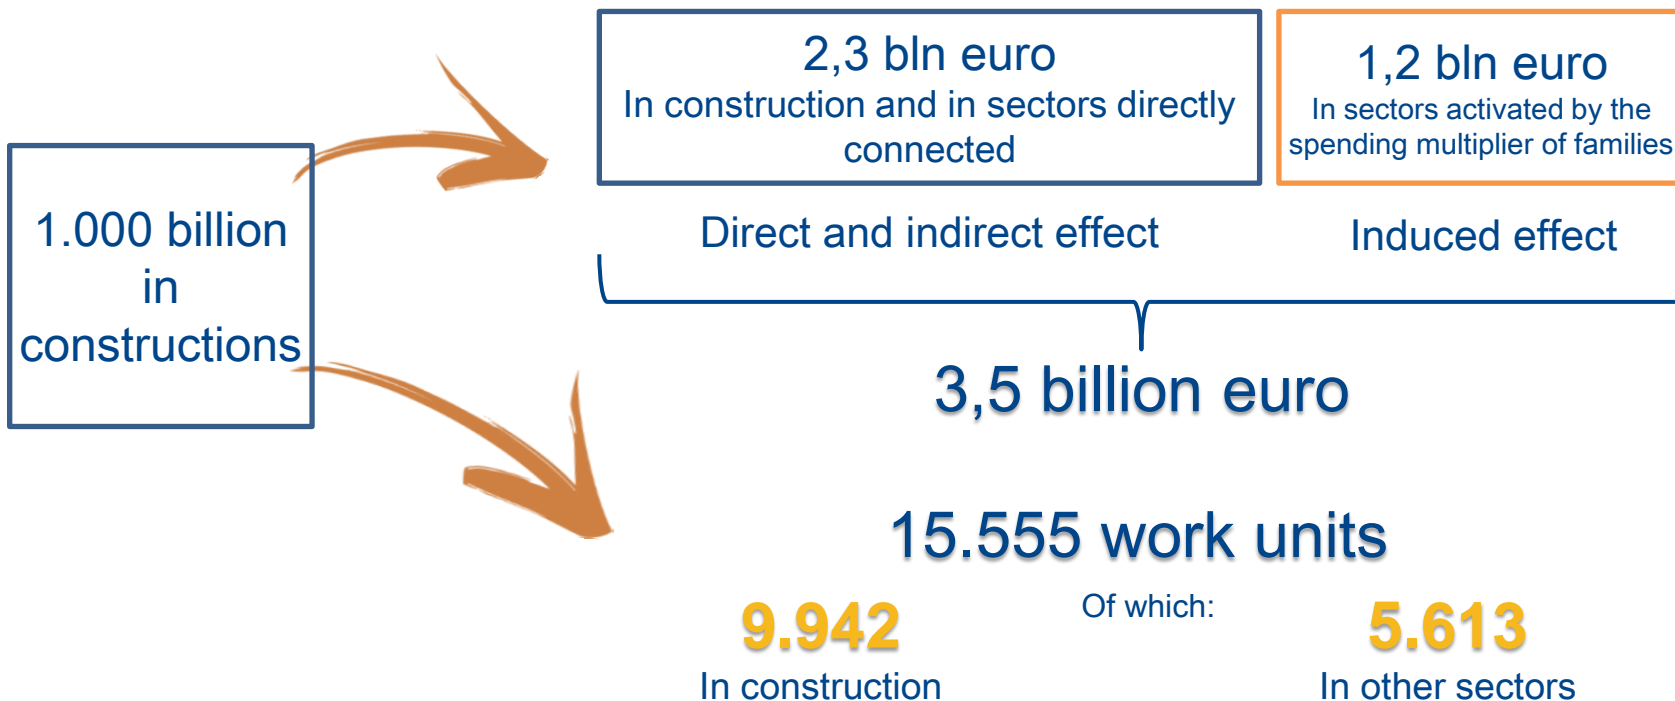 1.000 billion
in
constructions
2,3 bln euro
In construction and in sectors directly
connected
1,2 bln euro
In sectors activated by the
spending multiplier of families
Direct and indirect effect
Induced effect
3,5 billion euro
15.555 work units
Of which:
9.942
In construction
5.613
In other sectors